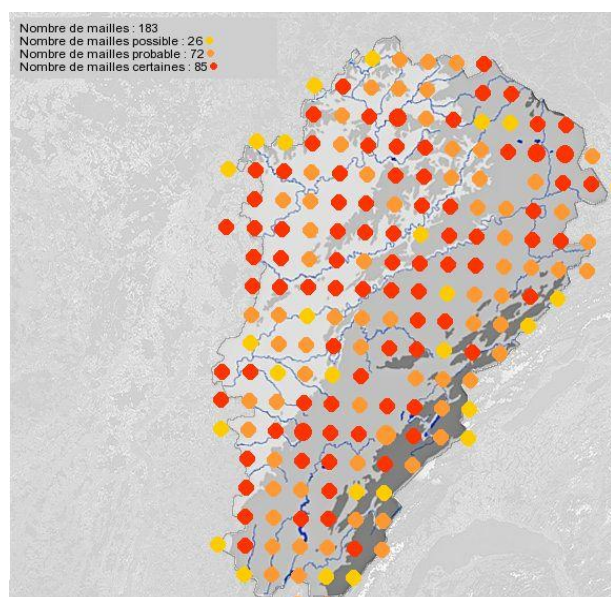 Nombre de mailles : 183
Nombre de mailles possible : 26
Nombre de mailles probable : 72
Nombre de mailles certaines : 85